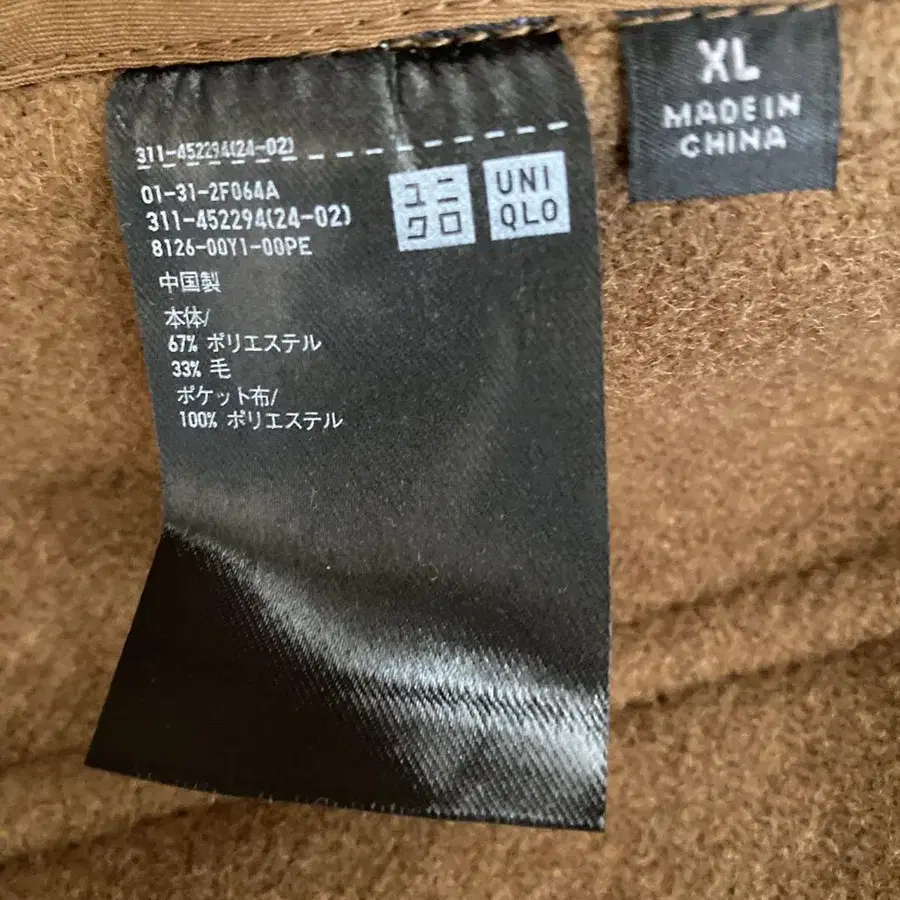 311-452294(24-02)
01-31-2F064A
311-452294(24-02)
8126-00Y1-00PE
中国製
本体/
67% ポリエステル
33% 毛
ポケット布/
100% ポリエステル
ユニ
クロ
UNI
QLO
XL
MADE IN
CHINA